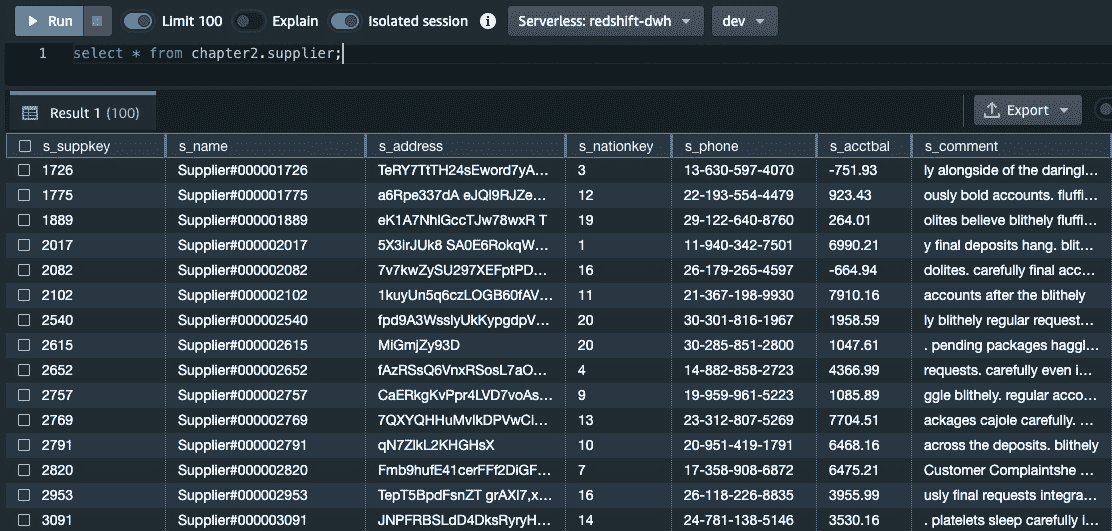 Run Limit 100 Explain Isolated session Serverless: redshift-dwh dev
1 select * from chapter2.supplier;
Result 1 (100) Export
s_suppkey s_name s_address s_nationkey s_phone s_acctbal s_comment
1726 Supplier#000001726 TeRY7TtTH24sEword7yA... 3 13-630-597-4070 -751.93 ly alongside of the daringl...
1775 Supplier#000001775 a6Rpe337dA eJQl9RJZe... 12 22-193-554-4479 923.43 ously bold accounts. fluffi...
1889 Supplier#000001889 eK1A7NhlGccTJw78wxR T 19 29-122-640-8760 264.01 olites believe blithely fluffi...
2017 Supplier#000002017 5X3irJUk8 SA0E6RokqW... 1 11-940-342-7501 6990.21 y final deposits hang. blit...
2082 Supplier#000002082 7v7kwZySU297XEFptPD... 16 26-179-265-4597 -664.94 dolites. carefully final acc...
2102 Supplier#000002102 1kuyUn5q6czLOGB60fAV... 11 21-367-198-9930 7910.16 accounts after the blithely
2540 Supplier#000002540 fpd9A3WsslyUkKypgdpV... 20 30-301-816-1967 1958.59 ly blithely regular request...
2615 Supplier#000002615 MIGmjZy93D 20 30-285-851-2800 1047.61 . pending packages haggl...
2652 Supplier#000002652 fAzRSsQ6VnxRSosL7aO... 4 14-882-858-2723 4366.99 requests. carefully even i...
2757 Supplier#000002757 CaERkgKvPpr4LVD7voAs... 9 19-959-961-5223 1085.89 ggle blithely. regular acco...
2769 Supplier#000002769 7QXYQHHuMvlkDPVwCi... 13 23-312-807-5269 7704.51 ackages cajole carefully. ...
2791 Supplier#000002791 qN7ZlkL2KHGHsX 10 20-951-419-1791 6468.16 across the deposits. blithely
2820 Supplier#000002820 Fmb9hufE41cerFFf2DiGF... 7 17-358-908-6872 6475.21 Customer Complaintshe ...
2953 Supplier#000002953 TepT5BpdFsnZT grAXl7,x... 16 26-118-226-8835 3955.99 usly final requests integra...
3091 Supplier#000003091 JNPFRBSLdD4DksRyryH... 14 24-781-138-5146 3530.16 . platelets sleep carefully i...